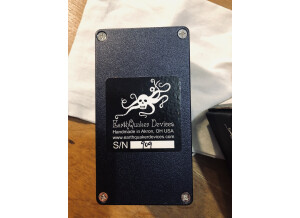 EarthQuaker Devices
Handmade in Akron, OH USA
www.earthquakerdevices.com
S/N 909